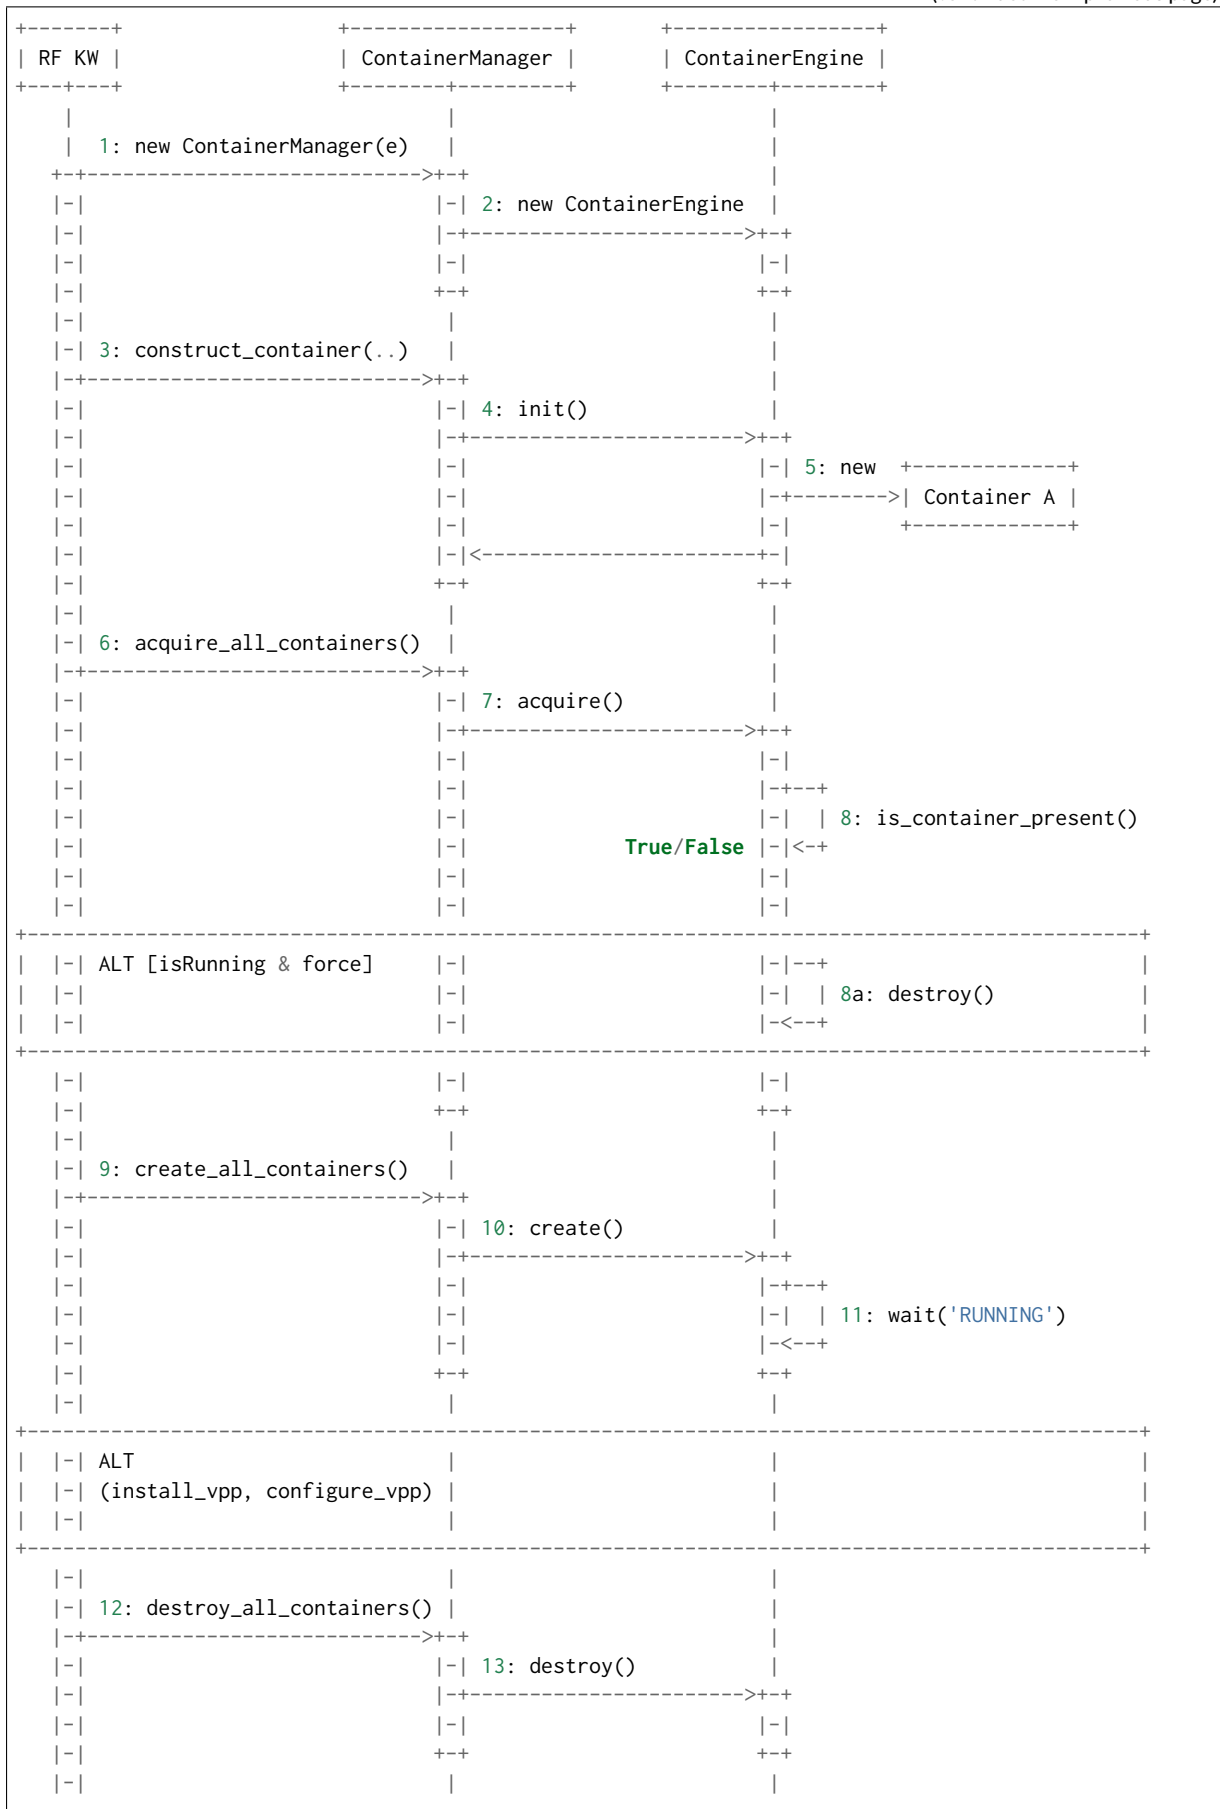 RF KW | ContainerManager | ContainerEngine
1: new ContainerManager(e)
2: new ContainerEngine
3: construct_container(..)
4: init()
5: new
Container A
6: acquire_all_containers()
7: acquire()
8: is_container_present()
True/False
ALT [isRunning & force]
8a: destroy()
9: create_all_containers()
10: create()
11: wait('RUNNING')
ALT
(install_vpp, configure_vpp)
12: destroy_all_containers()
13: destroy()